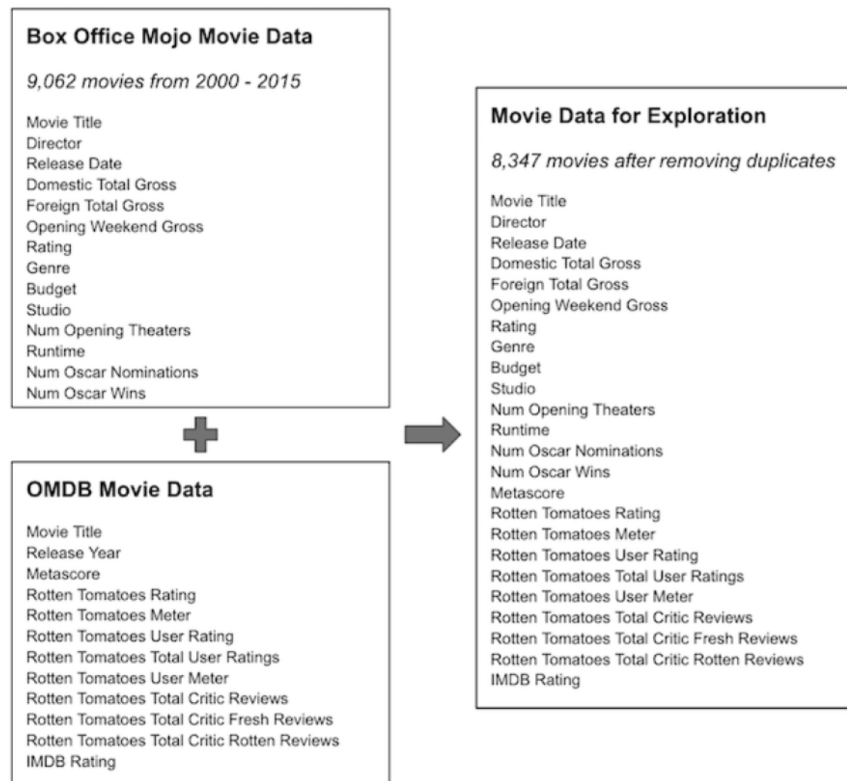 Box Office Mojo Movie Data
9,062 movies from 2000 - 2015
Movie Title
Director
Release Date
Domestic Total Gross
Foreign Total Gross
Opening Weekend Gross
Rating
Genre
Budget
Studio
Num Opening Theaters
Runtime
Num Oscar Nominations
Num Oscar Wins
OMDB Movie Data
Movie Title
Release Year
Metascore
Rotten Tomatoes Rating
Rotten Tomatoes Meter
Rotten Tomatoes User Rating
Rotten Tomatoes Total User Ratings
Rotten Tomatoes User Meter
Rotten Tomatoes Total Critic Reviews
Rotten Tomatoes Total Critic Fresh Reviews
Rotten Tomatoes Total Critic Rotten Reviews
IMDB Rating
Movie Data for Exploration
8,347 movies after removing duplicates
Movie Title
Director
Release Date
Domestic Total Gross
Foreign Total Gross
Opening Weekend Gross
Rating
Genre
Budget
Studio
Num Opening Theaters
Runtime
Num Oscar Nominations
Num Oscar Wins
Metascore
Rotten Tomatoes Rating
Rotten Tomatoes Meter
Rotten Tomatoes User Rating
Rotten Tomatoes Total User Ratings
Rotten Tomatoes User Meter
Rotten Tomatoes Total Critic Reviews
Rotten Tomatoes Total Critic Fresh Reviews
Rotten Tomatoes Total Critic Rotten Reviews
IMDB Rating